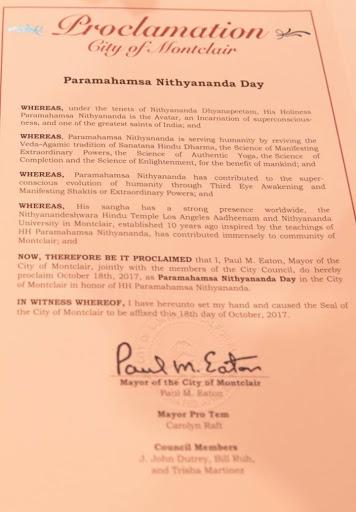 Proclamation
City of Montclair
Paramahamsa Nithyananda Day
WHEREAS, under the tenets of Nithyananda Dhyanapeetam, His Holiness
Paramahamsa Nithyananda is the Avatar, an Incarnation of superconscious-
ness, and one of the greatest saints of India; and
WHEREAS, Paramahamsa Nithyananda is serving humanity by reviving the
Veda-Agamic tradition of Sanatana Hindu Dharma, the Science of Manifesting
Extraordinary Powers, the Science of Authentic Yoga, the Science of
Completion and the Science of Enlightenment, for the benefit of mankind; and
WHEREAS, Paramahamsa Nithyananda has contributed to the super-
conscious evolution of humanity through Third Eye Awakening and
Manifesting Shaktis or Extraordinary Powers; and
WHEREAS, His sangha has a strong presence worldwide, the
Nithyanandeshwara Hindu Temple Los Angeles Aadheenam and Nithyananda
University in Montclair, established 10 years ago inspired by the teachings of
HH Paramahamsa Nithyananda, has contributed immensely to community of
Montclair; and
NOW, THEREFORE BE IT PROCLAIMED that I, Paul M. Eaton, Mayor of the
City of Montclair, jointly with the members of the City Council, do hereby
proclaim October 18th, 2017, as Paramahamsa Nithyananda Day in the
City of Montclair in honor of HH Paramahamsa Nithyananda.
IN WITNESS WHEREOF, I have hereunto set my hand and caused the Seal of
the City of Montclair to be affixed this 18th day of October, 2017.
Paul M. Eaton
Mayor of the City of Montclair
Paul M. Eaton
Mayor Pro Tem
Carolyn Raft
Council Members
J. John Dutrey, Bill Ruh,
and Trisha Martinez